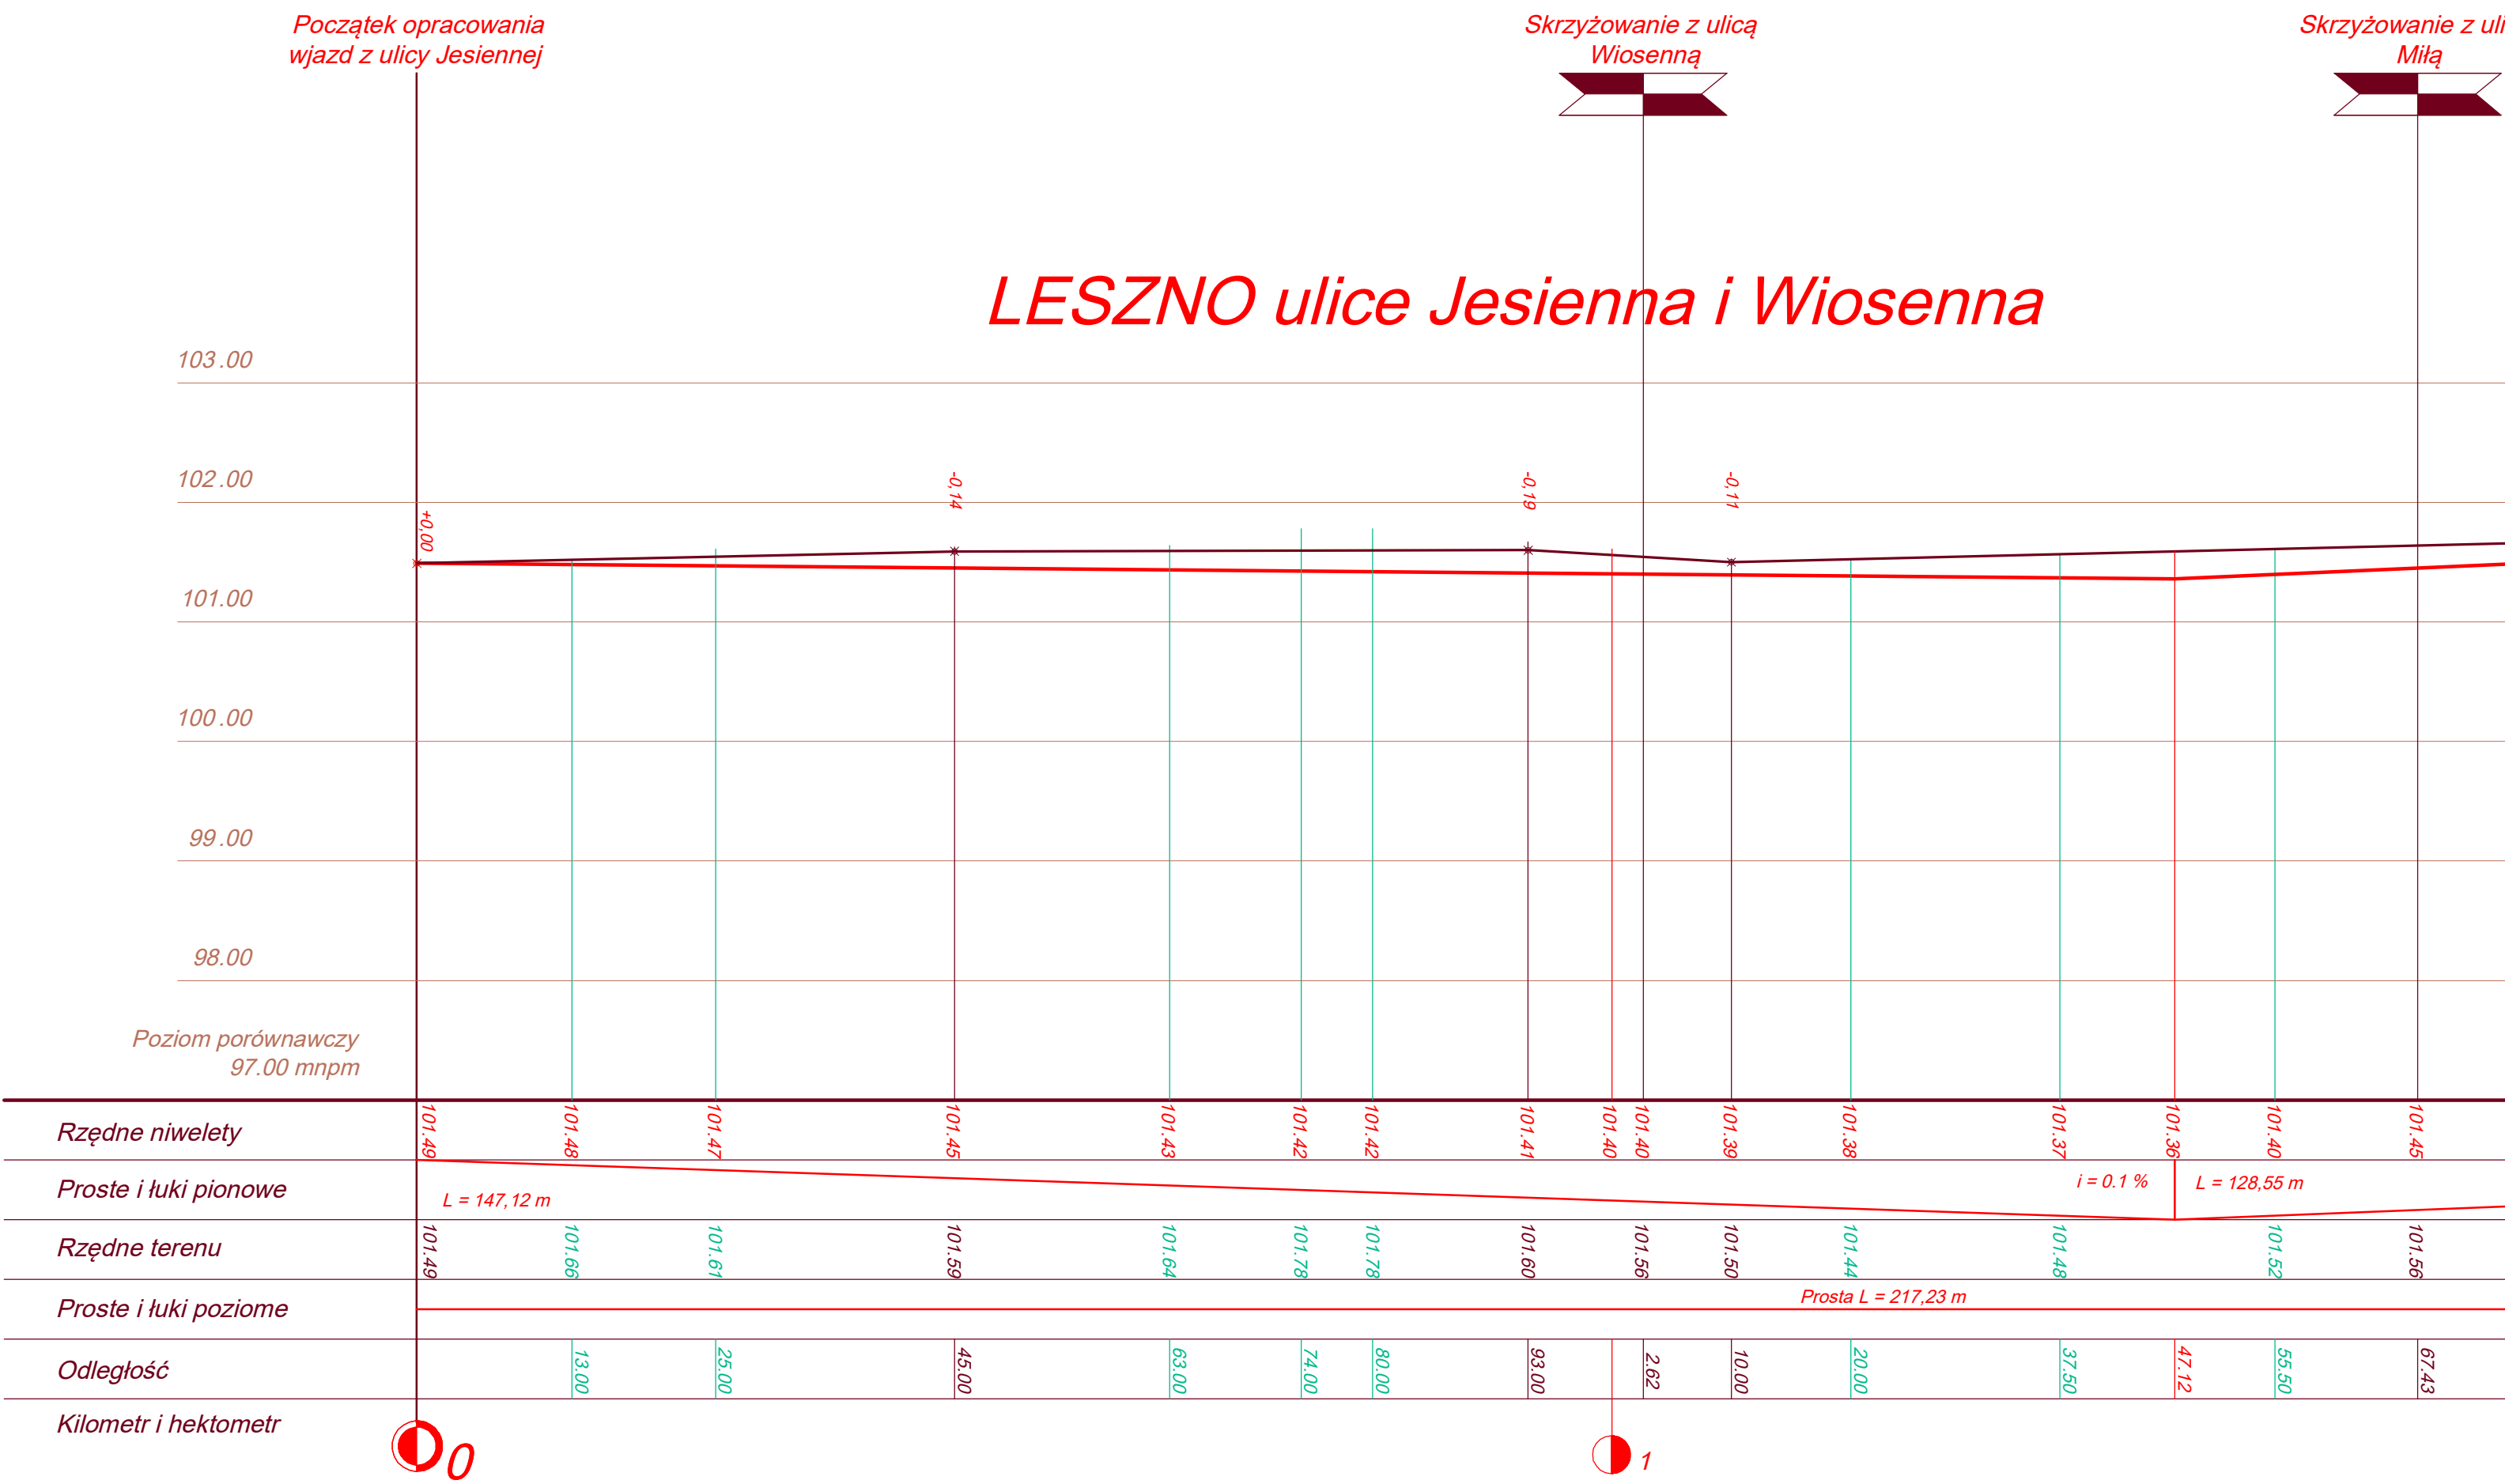 Początek opracowania
wjazd z ulicy Jesiennej
Skrzyżowanie z ulicą
Wiosenną
Skrzyżowanie z uli
Miłą
LESZNO ulice Jesienna i Wiosenna
103.00
102.00
101.00
100.00
99.00
98.00
+0,00
-0,14
-0,19
-0,11
Poziom porównawczy
97.00 mnpm
Rzędne niwelety
101.49 101.48 101.47 101.45 101.43 101.42 101.42 101.41 101.40 101.40 101.39 101.38 101.37 101.36 101.40 101.45
Proste i łuki pionowe
L = 147,12 m
i = 0.1 %
L = 128,55 m
Rzędne terenu
101.49 101.66 101.61 101.59 101.64 101.78 101.78 101.60 101.56 101.50 101.44 101.48 101.52 101.56
Proste i łuki poziome
Prosta L = 217,23 m
Odległość
13.00 25.00 45.00 63.00 74.00 80.00 93.00 2.62 10.00 20.00 37.50 47.12 55.50 67.43
Kilometr i hektometr
0
1